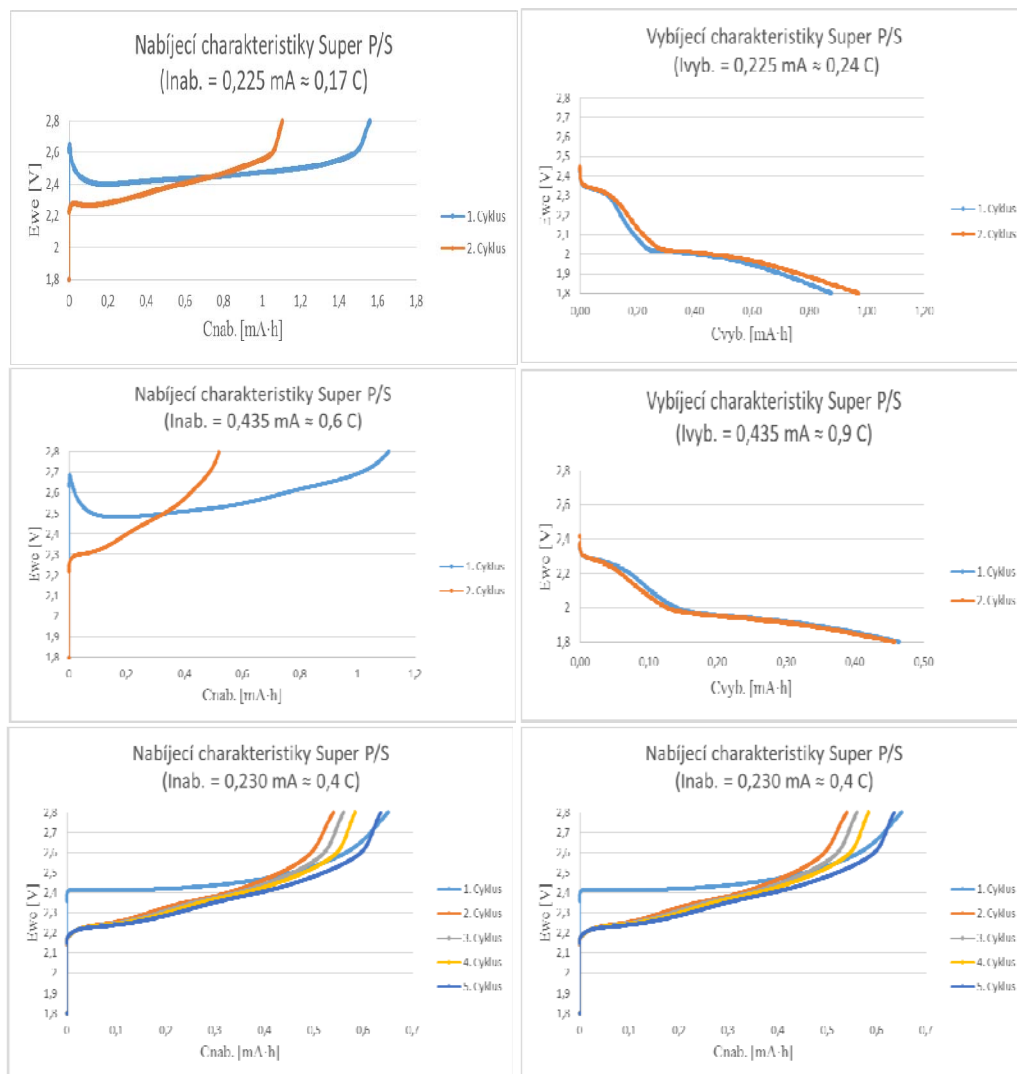 Nabíjecí charakteristiky Super P/S
(Inab. = 0,225 mA ≈ 0,17 C)
2,8
2,6
2,4
2,2
2
1,8
Ewe [V]
0 0,2 0,4 0,6 0,8 1 1,2 1,4 1,6 1,8
Cnab. [mA·h]
1. Cyklus
2. Cyklus
Vybíjecí charakteristiky Super P/S
(Ivyb. = 0,225 mA ≈ 0,24 C)
2,8
2,7
2,6
2,5
2,4
2,3
2,2
2,1
2
1,9
1,8
Ewe [V]
0,00 0,20 0,40 0,60 0,80 1,00 1,20
Cvyb. [mA·h]
1. Cyklus
2. Cyklus
Nabíjecí charakteristiky Super P/S
(Inab. = 0,435 mA ≈ 0,6 C)
2,8
2,7
2,6
2,5
2,4
2,3
2,2
2,1
2
1,9
1,8
Ewe [V]
0 0,2 0,4 0,6 0,8 1 1,2
Cnab. [mA·h]
1. Cyklus
2. Cyklus
Vybíjecí charakteristiky Super P/S
(Ivyb. = 0,435 mA ≈ 0,9 C)
2,8
2,6
2,4
2,2
2
1,8
Ewe [V]
0,00 0,10 0,20 0,30 0,40 0,50
Cvyb. [mA·h]
1. Cyklus
2. Cyklus
Nabíjecí charakteristiky Super P/S
(Inab. = 0,230 mA ≈ 0,4 C)
2,8
2,7
2,6
2,5
2,4
2,3
2,2
2,1
2
1,9
1,8
Ewe [V]
0 0,1 0,2 0,3 0,4 0,5 0,6 0,7
Cnab. [mA·h]
1. Cyklus
2. Cyklus
3. Cyklus
4. Cyklus
5. Cyklus
Nabíjecí charakteristiky Super P/S
(Inab. = 0,230 mA ≈ 0,4 C)
2,8
2,7
2,6
2,5
2,4
2,3
2,2
2,1
2
1,9
1,8
Ewe [V]
0 0,1 0,2 0,3 0,4 0,5 0,6 0,7
Cnab. [mA·h]
1. Cyklus
2. Cyklus
3. Cyklus
4. Cyklus
5. Cyklus